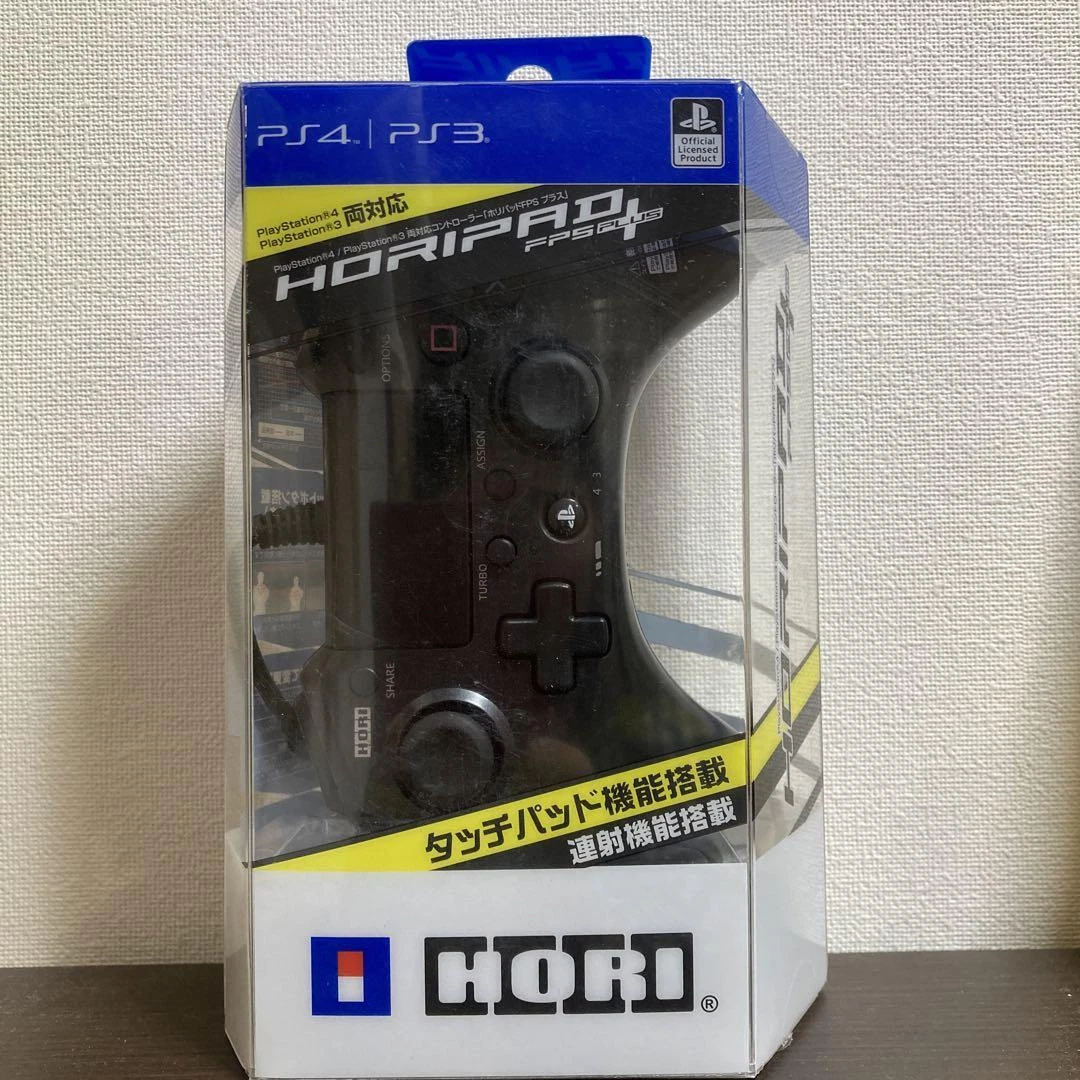 PS4™ | PS3®
Official
Licensed
Product
PlayStation®4
PlayStation®3 両対応
PlayStation®4 / PlayStation®3 両対応コントローラー「ホリパッドFPS プラス」
HORIPAD
FPS PLUS
OPTIONS
ASSIGN
4 3
TURBO
SHARE
HORI
タッチパッド機能搭載
連射機能搭載
HORI®